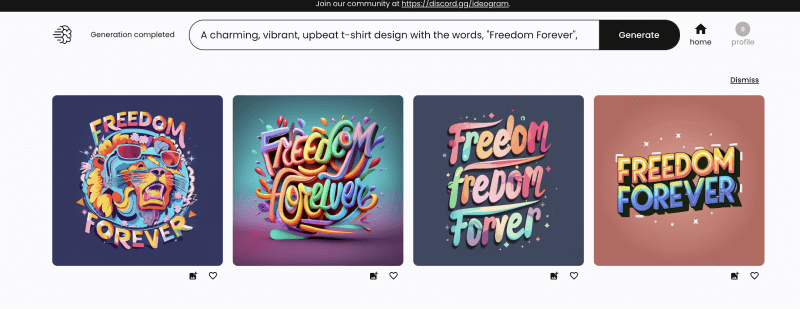 Join our community at https://discord.gg/ideogram.
Generation completed
A charming, vibrant, upbeat t-shirt design with the words, "Freedom Forever",
Generate
home
S
profile
Dismiss
FREEDOM
FOREVER
Freedom
Forelver
Freedom
freDOM
Forver
FREEDOM
FOREVER